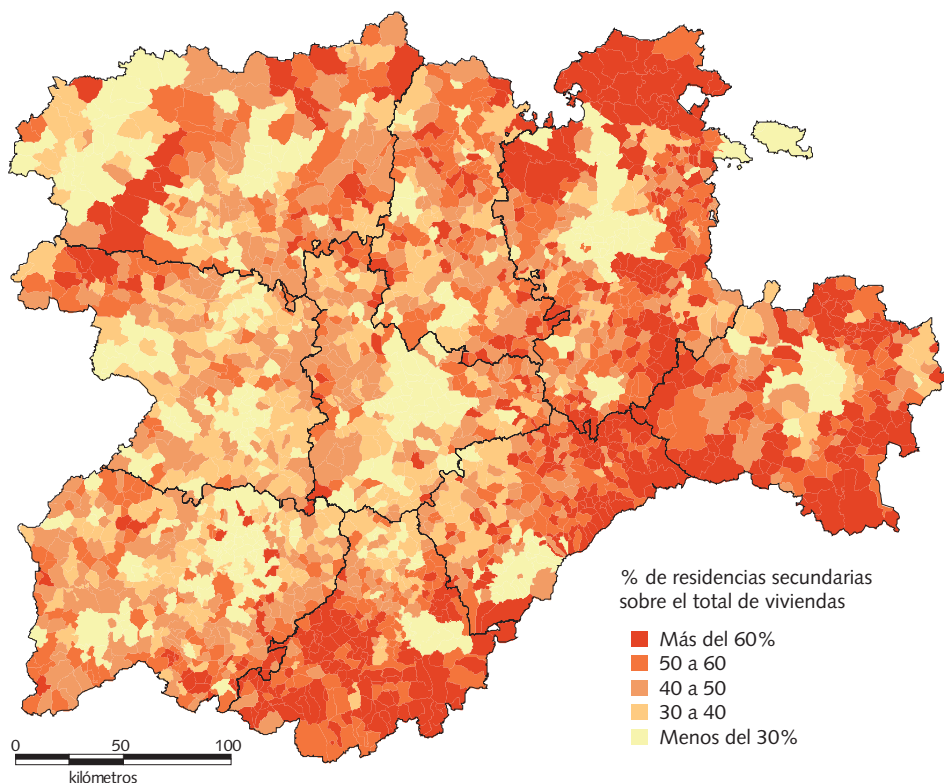 % de residencias secundarias
sobre el total de viviendas
Más del 60%
50 a 60
40 a 50
30 a 40
Menos del 30%
0 50 100
kilómetros